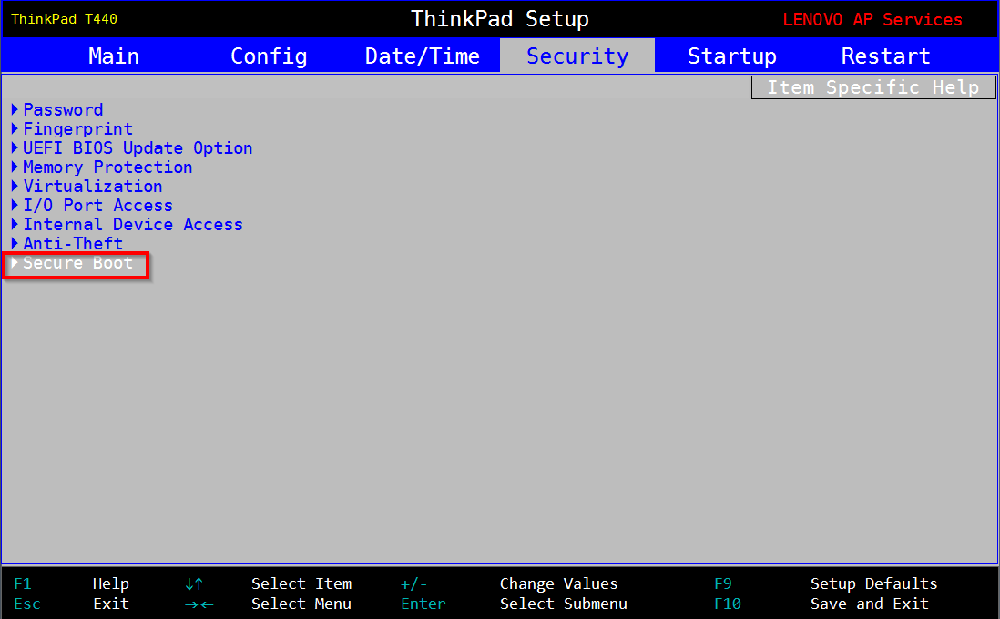 ThinkPad T440 ThinkPad Setup LENOVO AP Services
Main Config Date/Time Security Startup Restart
Item Specific Help
Password
Fingerprint
UEFI BIOS Update Option
Memory Protection
Virtualization
I/O Port Access
Internal Device Access
Anti-Theft
Secure Boot
F1 Help ↓↑ Select Item +/- Change Values F9 Setup Defaults
Esc Exit →← Select Menu Enter Select Submenu F10 Save and Exit